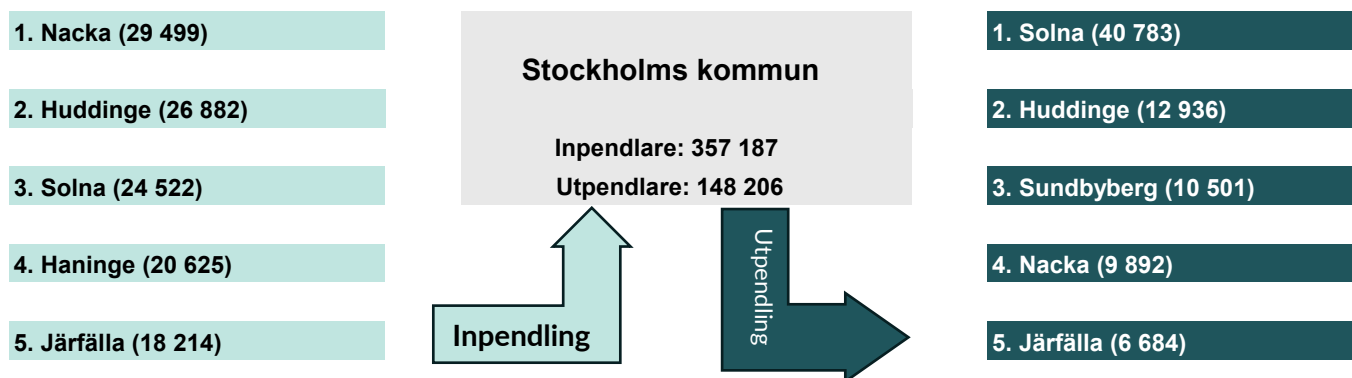 1. Nacka (29 499)
2. Huddinge (26 882)
3. Solna (24 522)
4. Haninge (20 625)
5. Järfälla (18 214)
Stockholms kommun
Inpendlare: 357 187
Utpendlare: 148 206
Inpendling
Utpendling
1. Solna (40 783)
2. Huddinge (12 936)
3. Sundbyberg (10 501)
4. Nacka (9 892)
5. Järfälla (6 684)